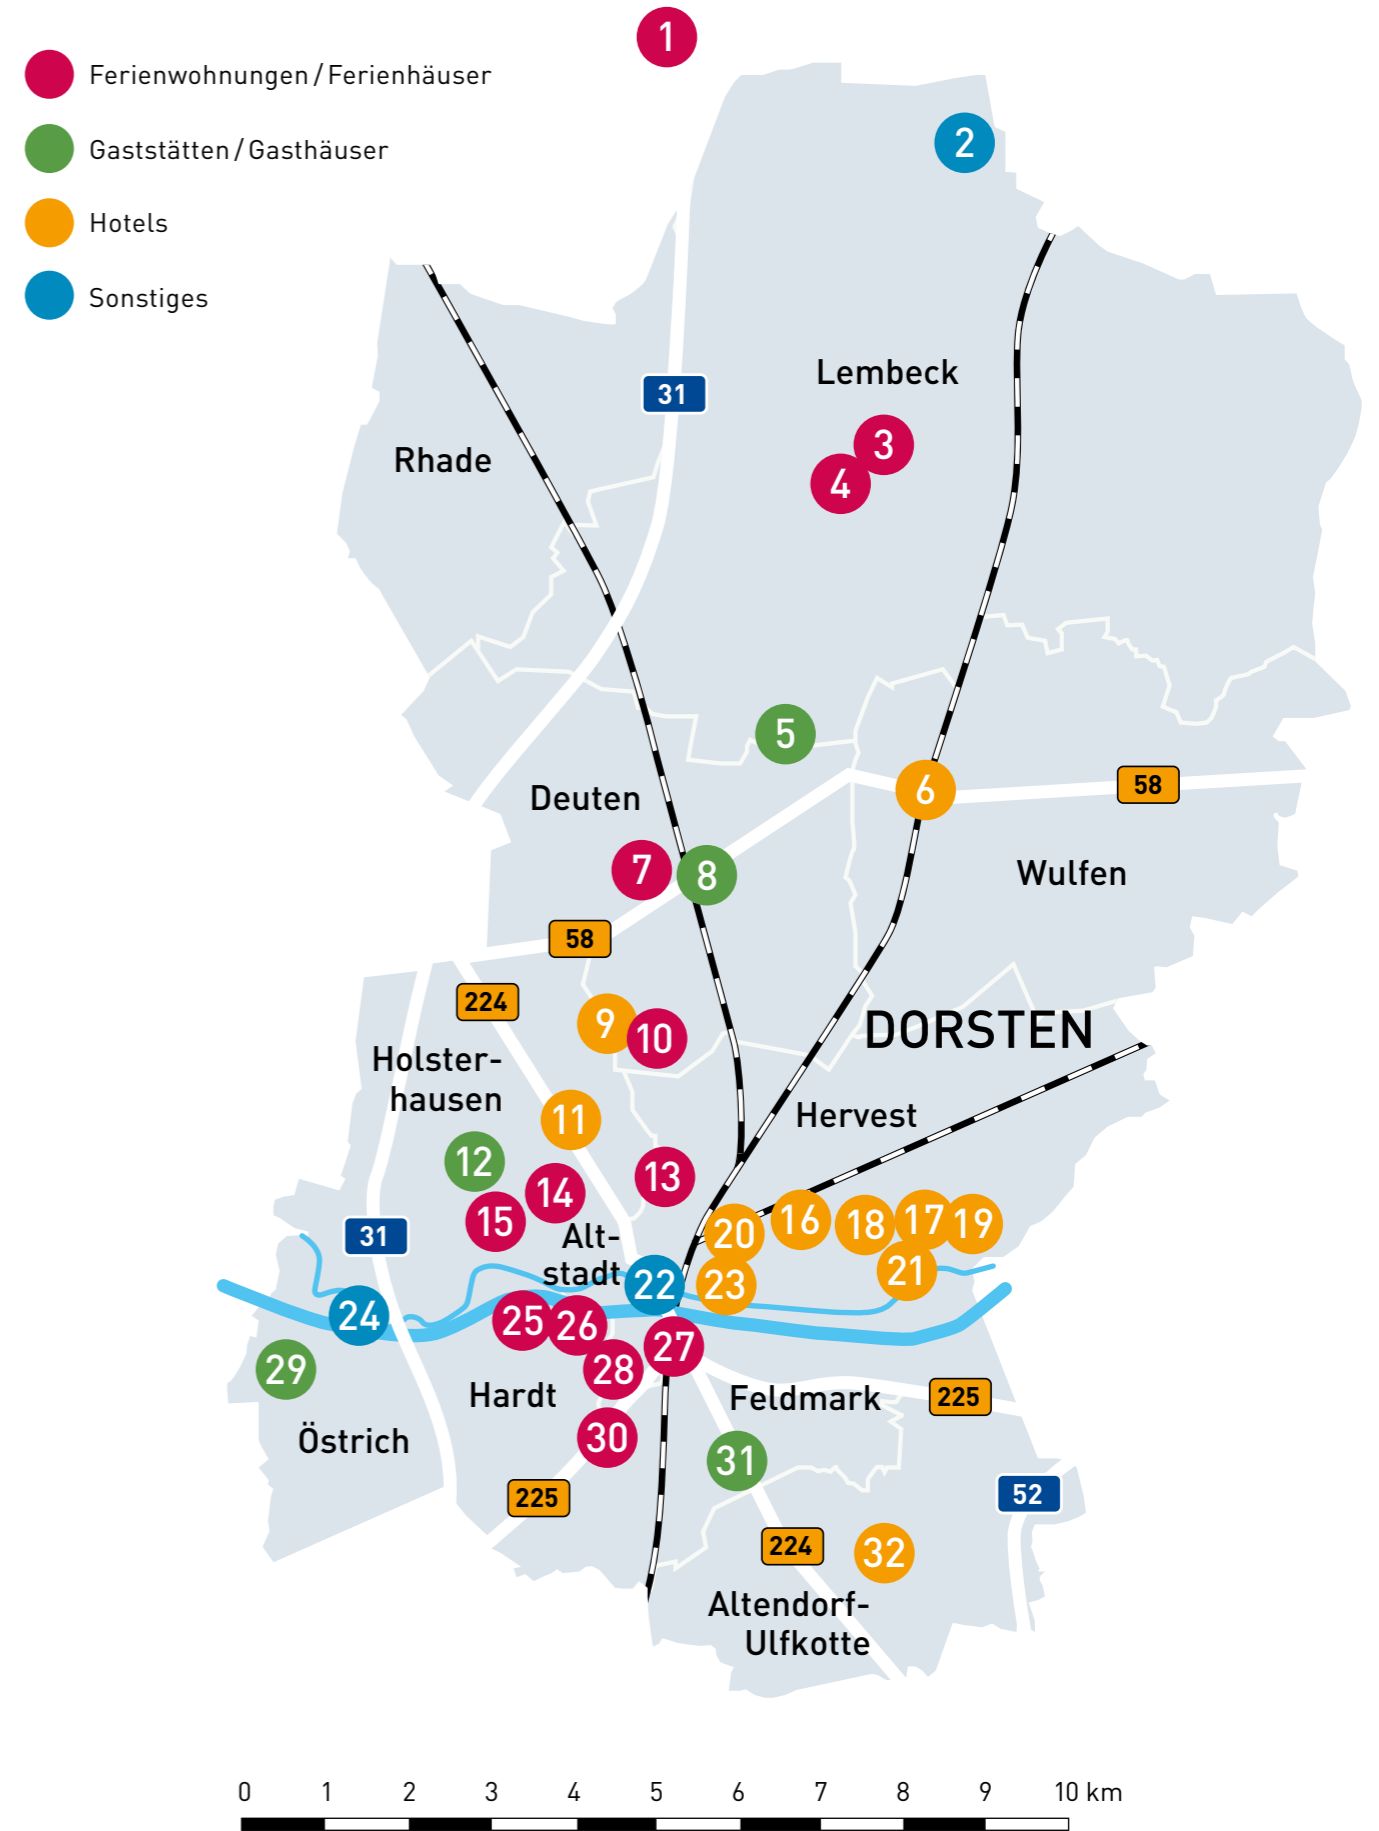 1
Ferienwohnungen / Ferienhäuser
2
Gaststätten / Gasthäuser
Hotels
Sonstiges
Lembeck
31
3
Rhade
4
5
6
58
Deuten
7
8
Wulfen
58
224
9
10
DORSTEN
Holster-
hausen
11
Hervest
12
13
14
15
16
17
18
19
20
31
Alt-
stadt
21
22
23
24
25
26
27
28
29
Hardt
Feldmark
225
Östrich
30
31
225
52
224
32
Altendorf-
Ulfkotte
0 1 2 3 4 5 6 7 8 9 10 km